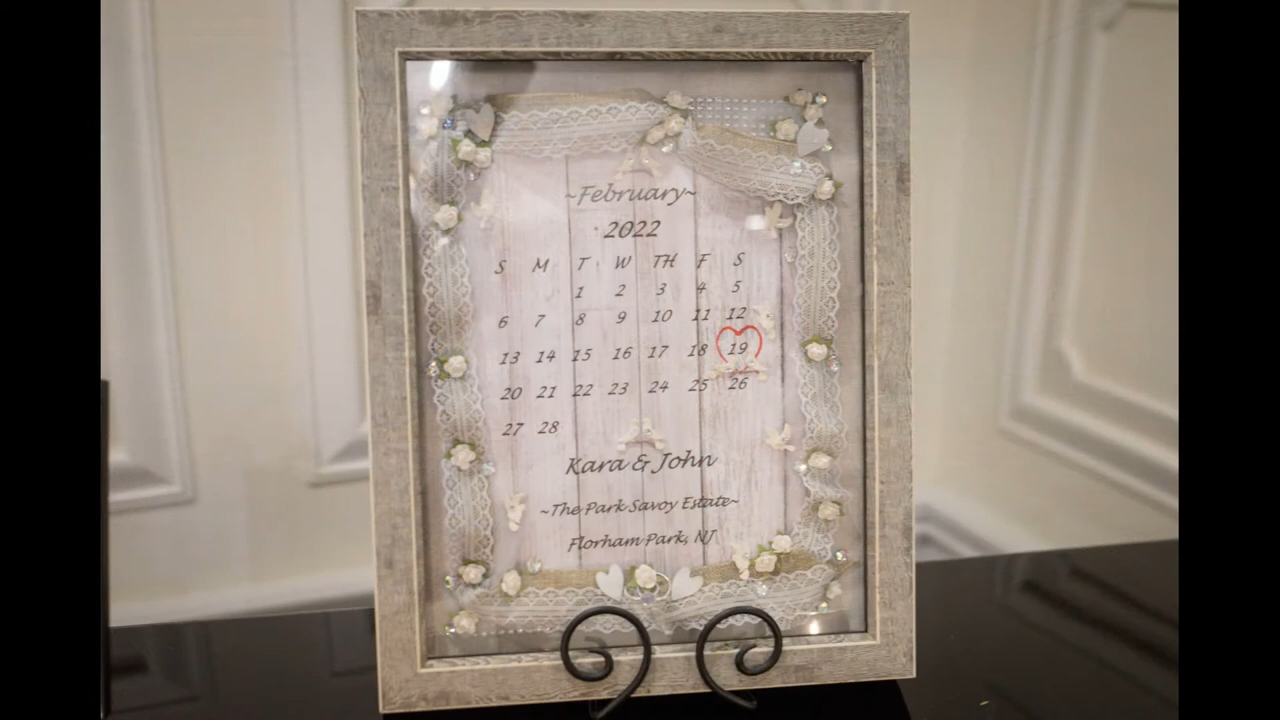 ~February~
2022
S M T W TH F S
1 2 3 4 5
6 7 8 9 10 11 12
13 14 15 16 17 18 19
20 21 22 23 24 25 26
27 28
Kara & John
~The Park Savoy Estate~
Florham Park, NJ